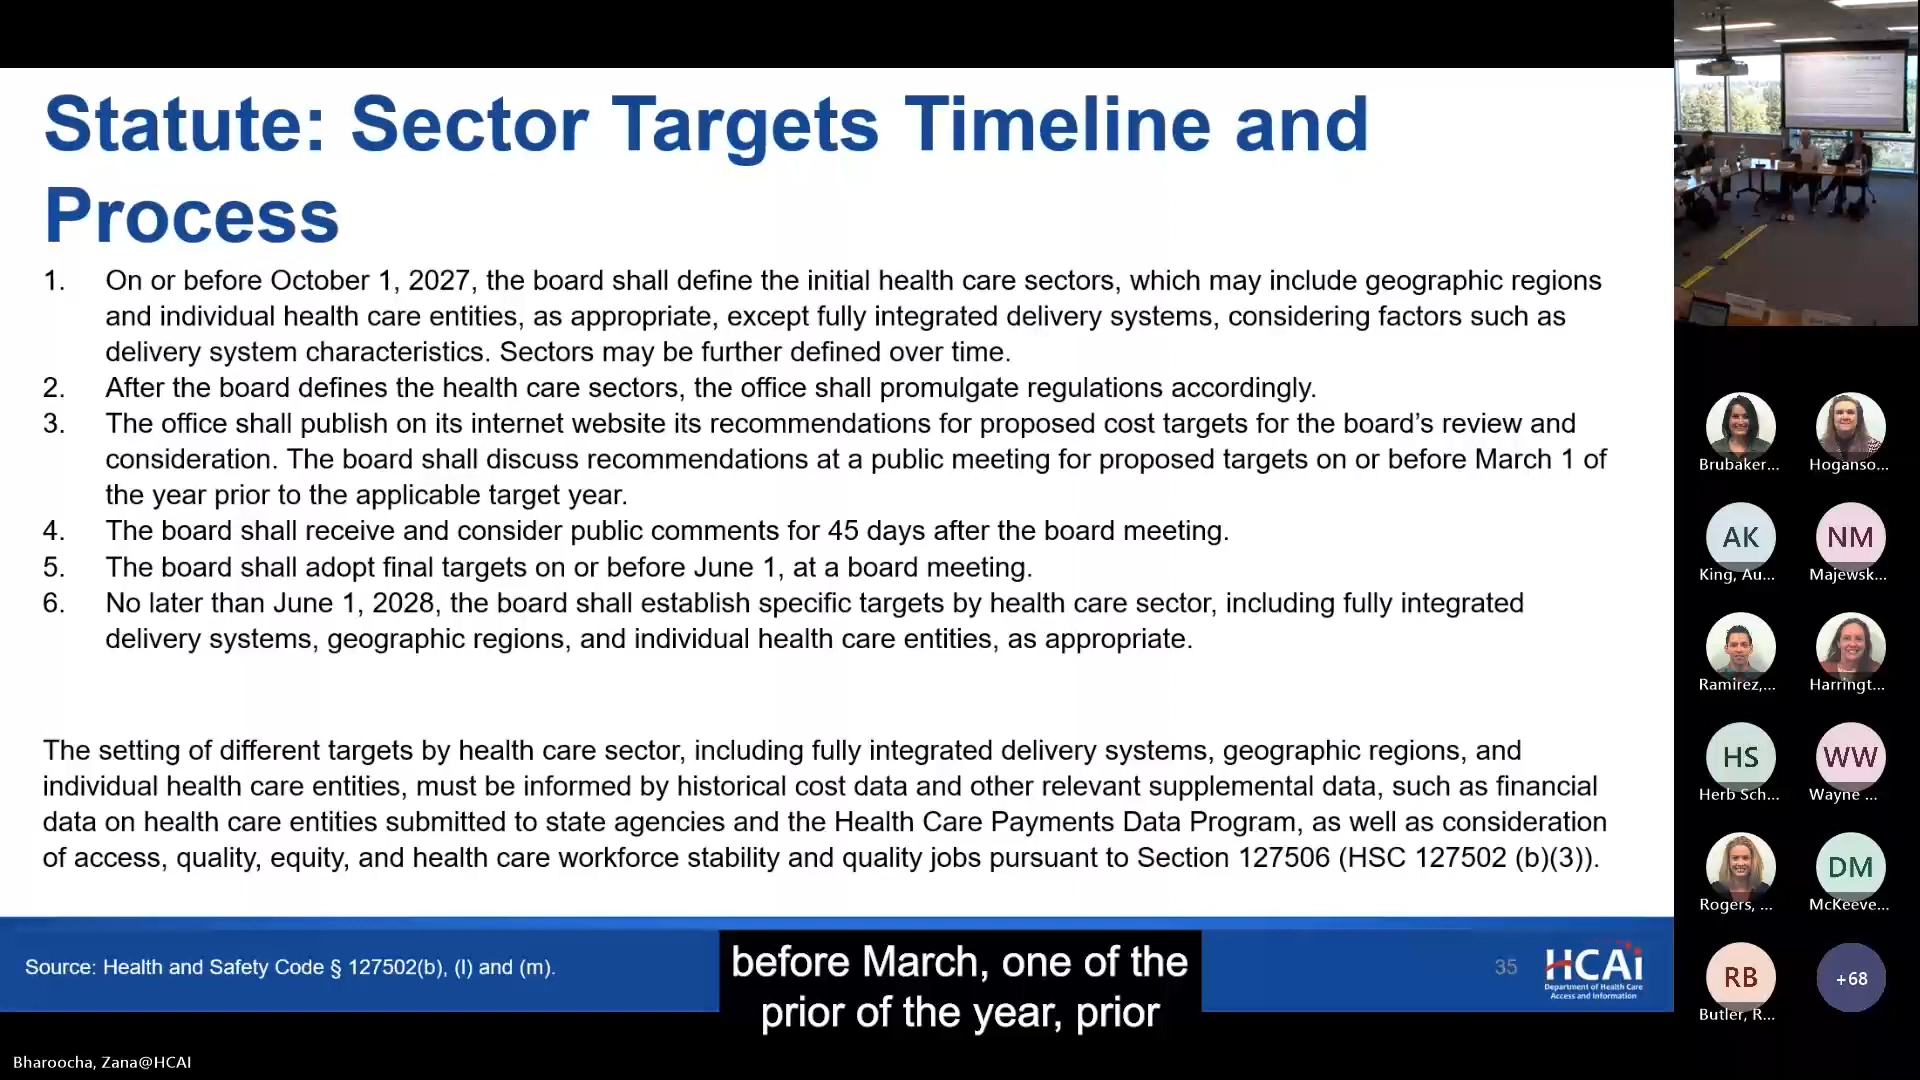 Statute: Sector Targets Timeline and
Process
1. On or before October 1, 2027, the board shall define the initial health care sectors, which may include geographic regions
and individual health care entities, as appropriate, except fully integrated delivery systems, considering factors such as
delivery system characteristics. Sectors may be further defined over time.
2. After the board defines the health care sectors, the office shall promulgate regulations accordingly.
3. The office shall publish on its internet website its recommendations for proposed cost targets for the board’s review and
consideration. The board shall discuss recommendations at a public meeting for proposed targets on or before March 1 of
the year prior to the applicable target year.
4. The board shall receive and consider public comments for 45 days after the board meeting.
5. The board shall adopt final targets on or before June 1, at a board meeting.
6. No later than June 1, 2028, the board shall establish specific targets by health care sector, including fully integrated
delivery systems, geographic regions, and individual health care entities, as appropriate.
The setting of different targets by health care sector, including fully integrated delivery systems, geographic regions, and
individual health care entities, must be informed by historical cost data and other relevant supplemental data, such as financial
data on health care entities submitted to state agencies and the Health Care Payments Data Program, as well as consideration
of access, quality, equity, and health care workforce stability and quality jobs pursuant to Section 127506 (HSC 127502 (b)(3)).
Source: Health and Safety Code § 127502(b), (l) and (m).
before March, one of the
prior of the year, prior
35
HCAi
Department of Health Care
Access and Information
Bharoocha, Zana@HCAI
Brubaker...
Hoganso...
AK
King, Au...
NM
Majewsk...
Ramirez,...
Harringt...
HS
Herb Sch...
WW
Wayne ...
Rogers, ...
DM
McKeeve...
RB
Butler, R...
+68